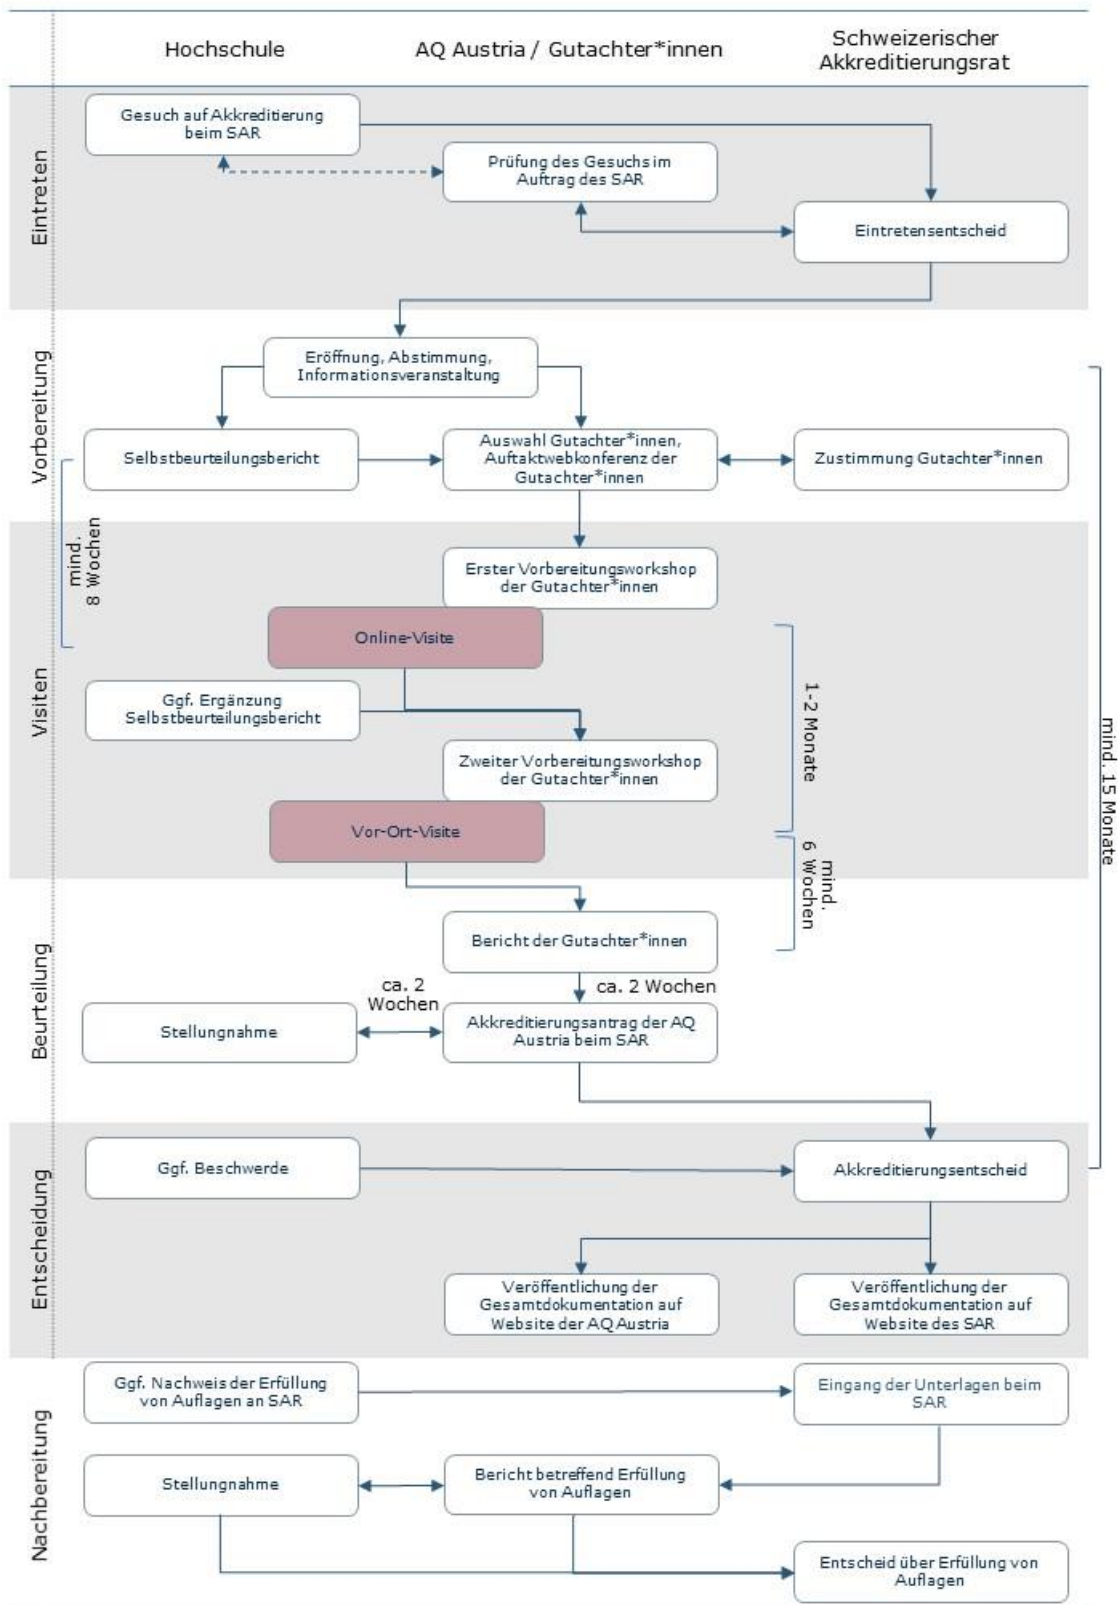 Hochschule
AQ Austria / Gutachter*innen
Schweizerischer
Akkreditierungsrat
Eintreten
Gesuch auf Akkreditierung
beim SAR
Prüfung des Gesuchs im
Auftrag des SAR
Eintretensentscheid
Vorbereitung
Eröffnung, Abstimmung,
Informationsveranstaltung
Selbstbeurteilungsbericht
Auswahl Gutachter*innen,
Auftaktwebkonferenz der
Gutachter*innen
Zustimmung Gutachter*innen
mind.
8 Wochen
Visiten
Erster Vorbereitungsworkshop
der Gutachter*innen
Online-Visite
Ggf. Ergänzung
Selbstbeurteilungsbericht
Zweiter Vorbereitungsworkshop
der Gutachter*innen
Vor-Ort-Visite
1-2 Monate
mind.
6 Wochen
mind. 15 Monate
Beurteilung
Bericht der Gutachter*innen
ca. 2
Wochen
ca. 2 Wochen
Stellungnahme
Akkreditierungsantrag der AQ
Austria beim SAR
Entscheidung
Ggf. Beschwerde
Akkreditierungsentscheid
Veröffentlichung der
Gesamtdokumentation auf
Website der AQ Austria
Veröffentlichung der
Gesamtdokumentation auf
Website des SAR
Nachbereitung
Ggf. Nachweis der Erfüllung
von Auflagen an SAR
Eingang der Unterlagen beim
SAR
Stellungnahme
Bericht betreffend Erfüllung
von Auflagen
Entscheid über Erfüllung von
Auflagen